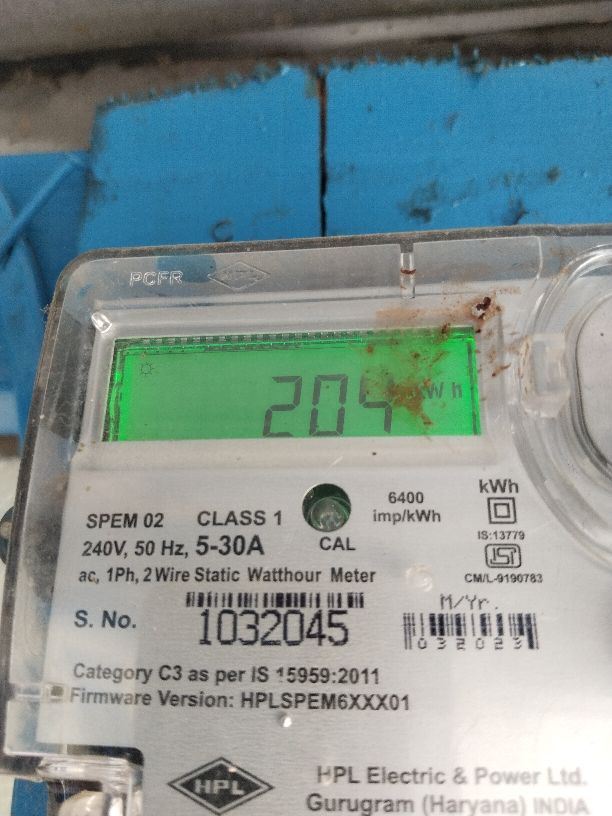 PCFR HPL
204 kWh
SPEM 02 CLASS 1
240V, 50 Hz, 5-30A
CAL
6400
imp/kWh
kWh
IS:13779
ISI
CM/L-9190783
ac, 1Ph, 2 Wire Static Watthour Meter
S. No.
1032045
M/Yr.
032023
Category C3 as per IS 15959:2011
Firmware Version: HPLSPEM6XXX01
HPL
HPL Electric & Power Ltd.
Gurugram (Haryana) INDIA